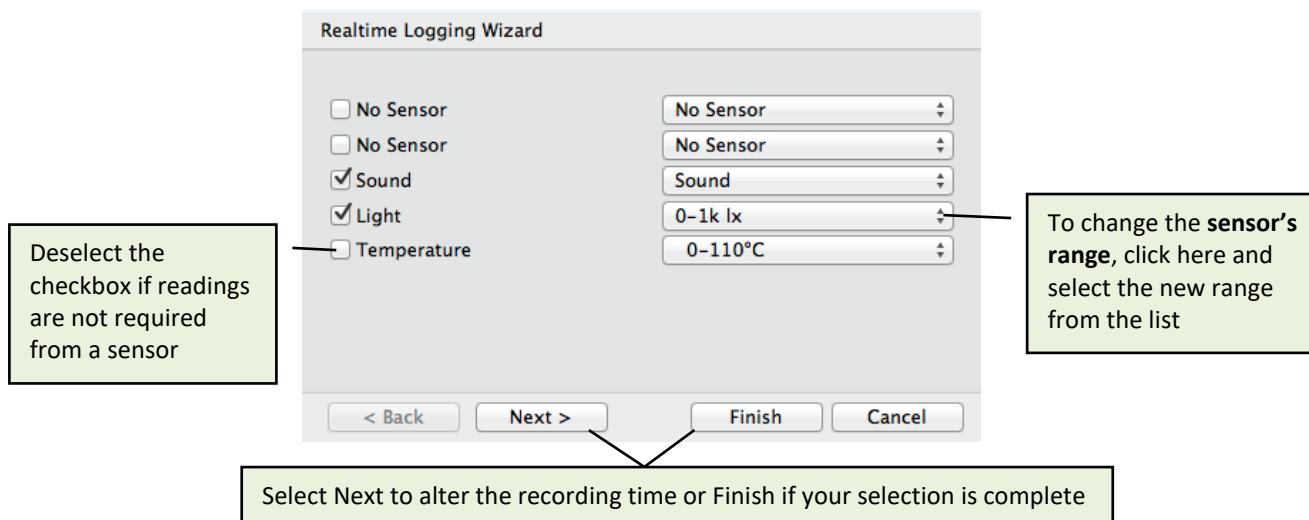 Realtime Logging Wizard
No Sensor
No Sensor
No Sensor
No Sensor
Sound
Sound
Light
0–1k lx
Temperature
0–110°C
Deselect the
checkbox if readings
are not required
from a sensor
To change the sensor's
range, click here and
select the new range
from the list
< Back
Next >
Finish
Cancel
Select Next to alter the recording time or Finish if your selection is complete